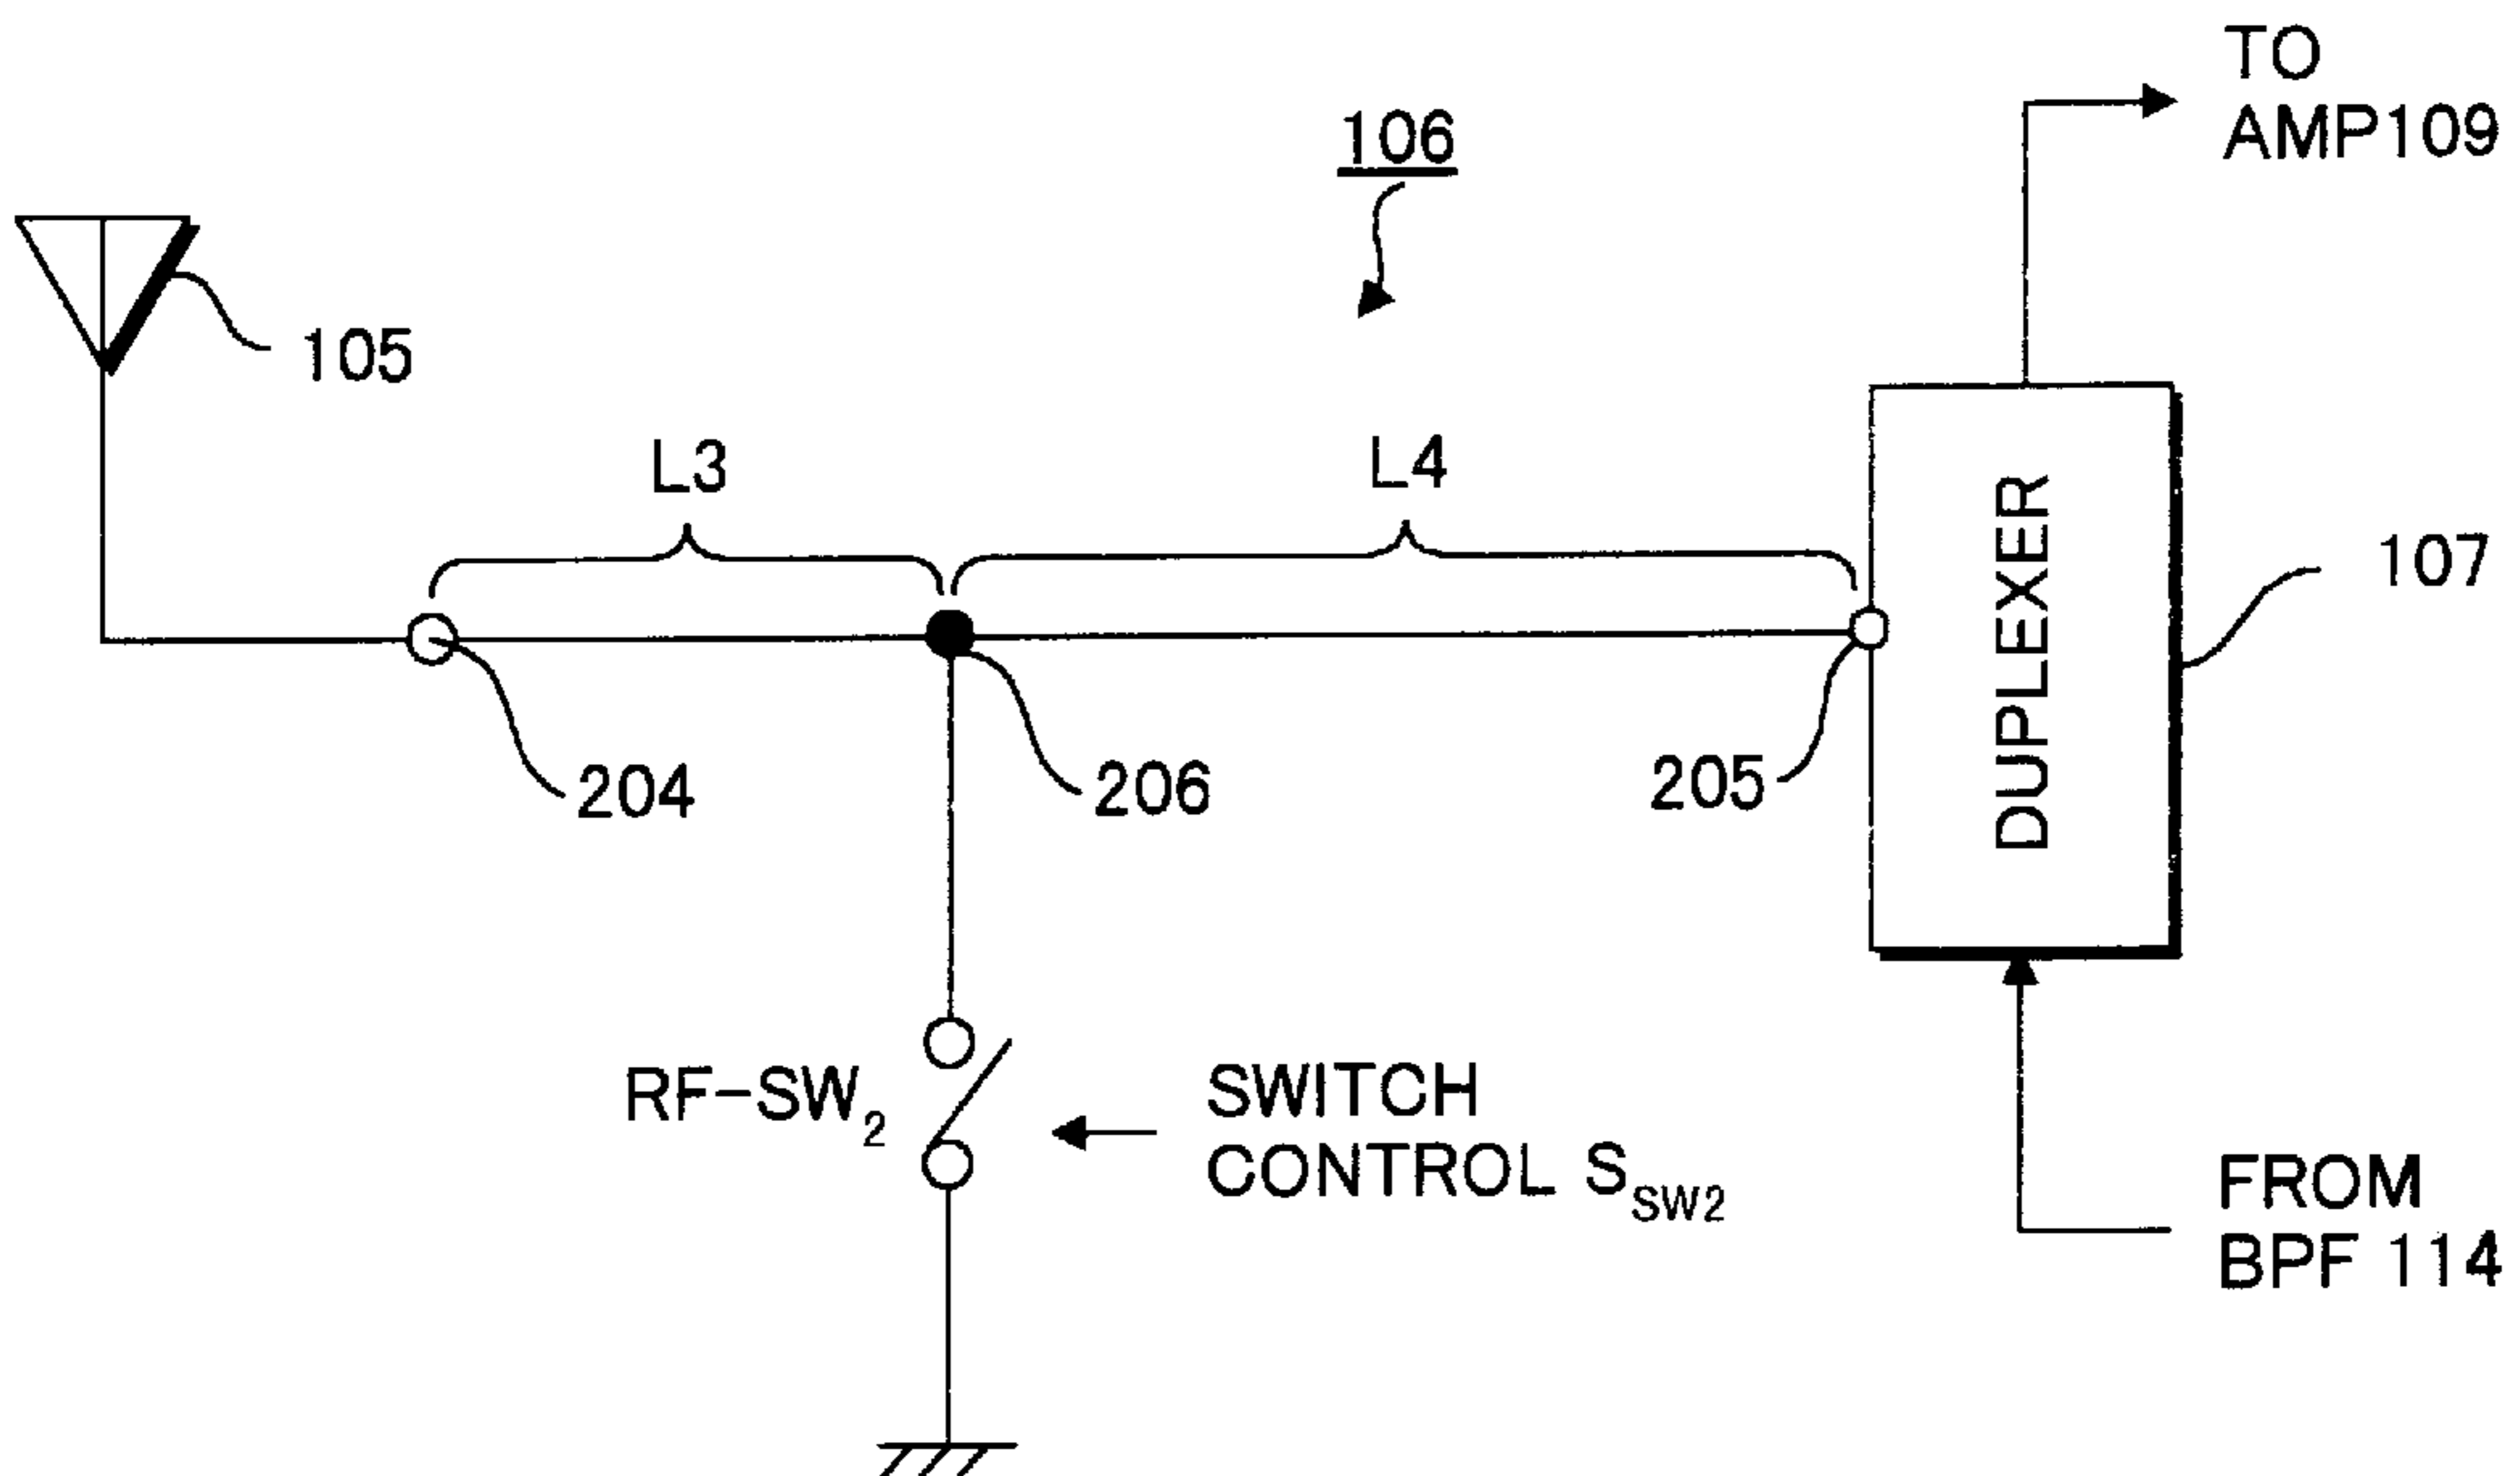 TO
AMP109
106
105
L3
L4
107
DUPLEXER
204
206
205
RF-SW2
SWITCH
CONTROL SSW2
FROM
BPF 114